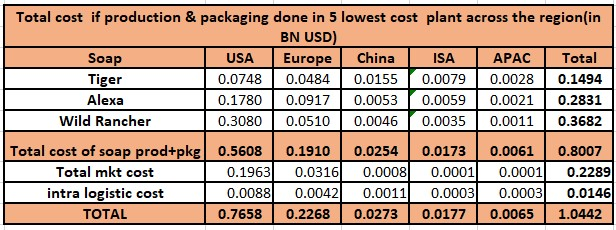 Total cost if production & packaging done in 5 lowest cost plant across the region(in
BN USD)
Soap USA Europe China ISA APAC Total
Tiger 0.0748 0.0484 0.0155 0.0079 0.0028 0.1494
Alexa 0.1780 0.0917 0.0053 0.0059 0.0021 0.2831
Wild Rancher 0.3080 0.0510 0.0046 0.0035 0.0011 0.3682
Total cost of soap prod+pkg 0.5608 0.1910 0.0254 0.0173 0.0061 0.8007
Total mkt cost 0.1963 0.0316 0.0008 0.0001 0.0001 0.2289
intra logistic cost 0.0088 0.0042 0.0011 0.0003 0.0003 0.0146
TOTAL 0.7658 0.2268 0.0273 0.0177 0.0065 1.0442